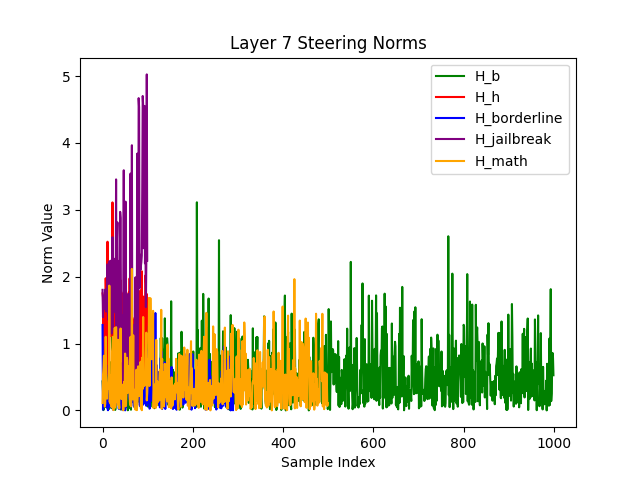 Layer 7 Steering Norms
H_b
H_h
H_borderline
H_jailbreak
H_math
Norm Value
5
4
3
2
1
0
0 200 400 600 800 1000
Sample Index